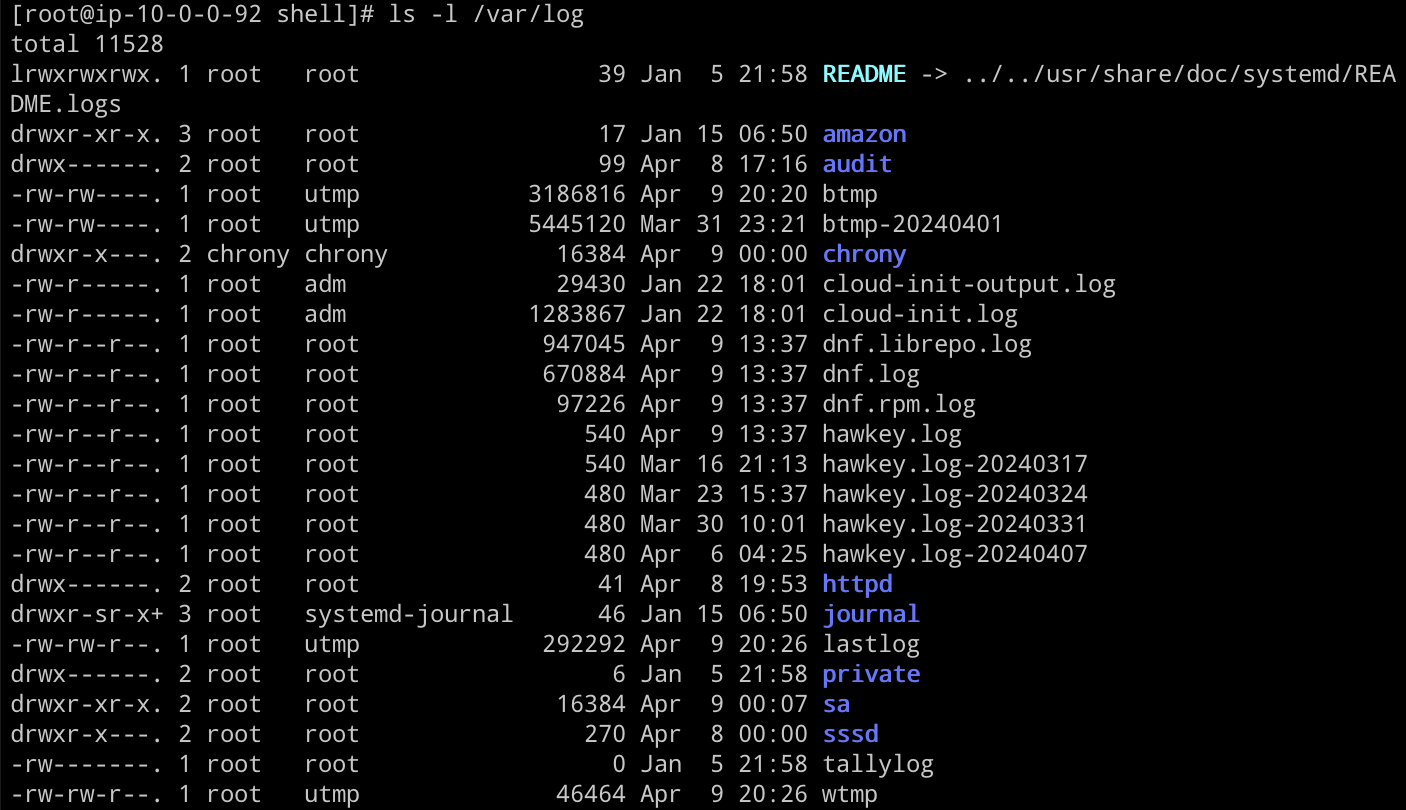 [root@ip-10-0-0-92 shell]# ls -l /var/log
total 11528
lrwxrwxrwx. 1 root   root                 39 Jan  5 21:58 README -> ../../usr/share/doc/systemd/REA
DME.logs
drwxr-xr-x. 3 root   root                 17 Jan 15 06:50 amazon
drwx------. 2 root   root                 99 Apr  8 17:16 audit
-rw-rw----. 1 root   utmp            3186816 Apr  9 20:20 btmp
-rw-rw----. 1 root   utmp            5445120 Mar 31 23:21 btmp-20240401
drwxr-x---. 2 chrony chrony            16384 Apr  9 00:00 chrony
-rw-r-----. 1 root   adm               29430 Jan 22 18:01 cloud-init-output.log
-rw-r-----. 1 root   adm             1283867 Jan 22 18:01 cloud-init.log
-rw-r--r--. 1 root   root             947045 Apr  9 13:37 dnf.librepo.log
-rw-r--r--. 1 root   root             670884 Apr  9 13:37 dnf.log
-rw-r--r--. 1 root   root              97226 Apr  9 13:37 dnf.rpm.log
-rw-r--r--. 1 root   root                540 Apr  9 13:37 hawkey.log
-rw-r--r--. 1 root   root                540 Mar 16 21:13 hawkey.log-20240317
-rw-r--r--. 1 root   root                480 Mar 23 15:37 hawkey.log-20240324
-rw-r--r--. 1 root   root                480 Mar 30 10:01 hawkey.log-20240331
-rw-r--r--. 1 root   root                480 Apr  6 04:25 hawkey.log-20240407
drwx------. 2 root   root                 41 Apr  8 19:53 httpd
drwxr-sr-x+ 3 root   systemd-journal      46 Jan 15 06:50 journal
-rw-rw-r--. 1 root   utmp             292292 Apr  9 20:26 lastlog
drwx------. 2 root   root                  6 Jan  5 21:58 private
drwxr-xr-x. 2 root   root              16384 Apr  9 00:07 sa
drwxr-x---. 2 root   root                270 Apr  8 00:00 sssd
-rw-------. 1 root   root                  0 Jan  5 21:58 tallylog
-rw-rw-r--. 1 root   utmp              46464 Apr  9 20:26 wtmp